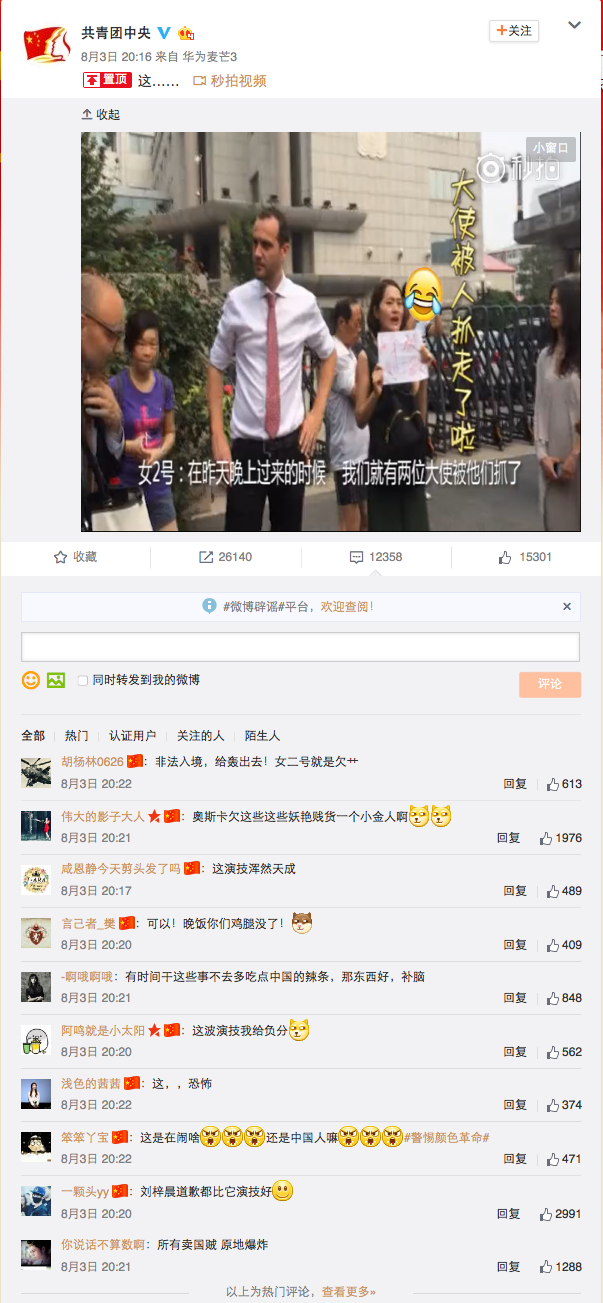 共青团中央
+关注
8月3日 20:16 来自 华为麦芒3
置顶 这…… 秒拍视频
收起
小窗口
秒拍
大使被人抓走了啦
女2号：在昨天晚上过来的时候 我们就有两位大使被他们抓了
收藏 26140 12358 15301
#微博辟谣#平台，欢迎查阅！
同时转发到我的微博
评论
全部 热门 认证用户 关注的人 陌生人
胡杨林0626：非法入境，给轰出去！女二号就是欠艹
8月3日 20:22 回复 613
伟大的影子大人：奥斯卡欠这些这些妖艳贱货一个小金人啊
8月3日 20:21 回复 1976
咸恩静今天剪头发了吗：这演技浑然天成
8月3日 20:17 回复 489
言己者_樊：可以！晚饭你们鸡腿没了！
8月3日 20:20 回复 409
-啊哦啊哦：有时间干这些事不去多吃点中国的辣条，那东西好，补脑
8月3日 20:21 回复 848
阿鸣就是小太阳：这波演技我给负分
8月3日 20:20 回复 562
浅色的茜茜：这，，恐怖
8月3日 20:22 回复 374
笨笨丫宝：这是在闹啥还是中国人嘛#警惕颜色革命#
8月3日 20:22 回复 471
一颗头yy：刘梓晨道歉都比它演技好
8月3日 20:20 回复 2991
你说话不算数啊：所有卖国贼 原地爆炸
8月3日 20:21 回复 1288
以上为热门评论，查看更多»